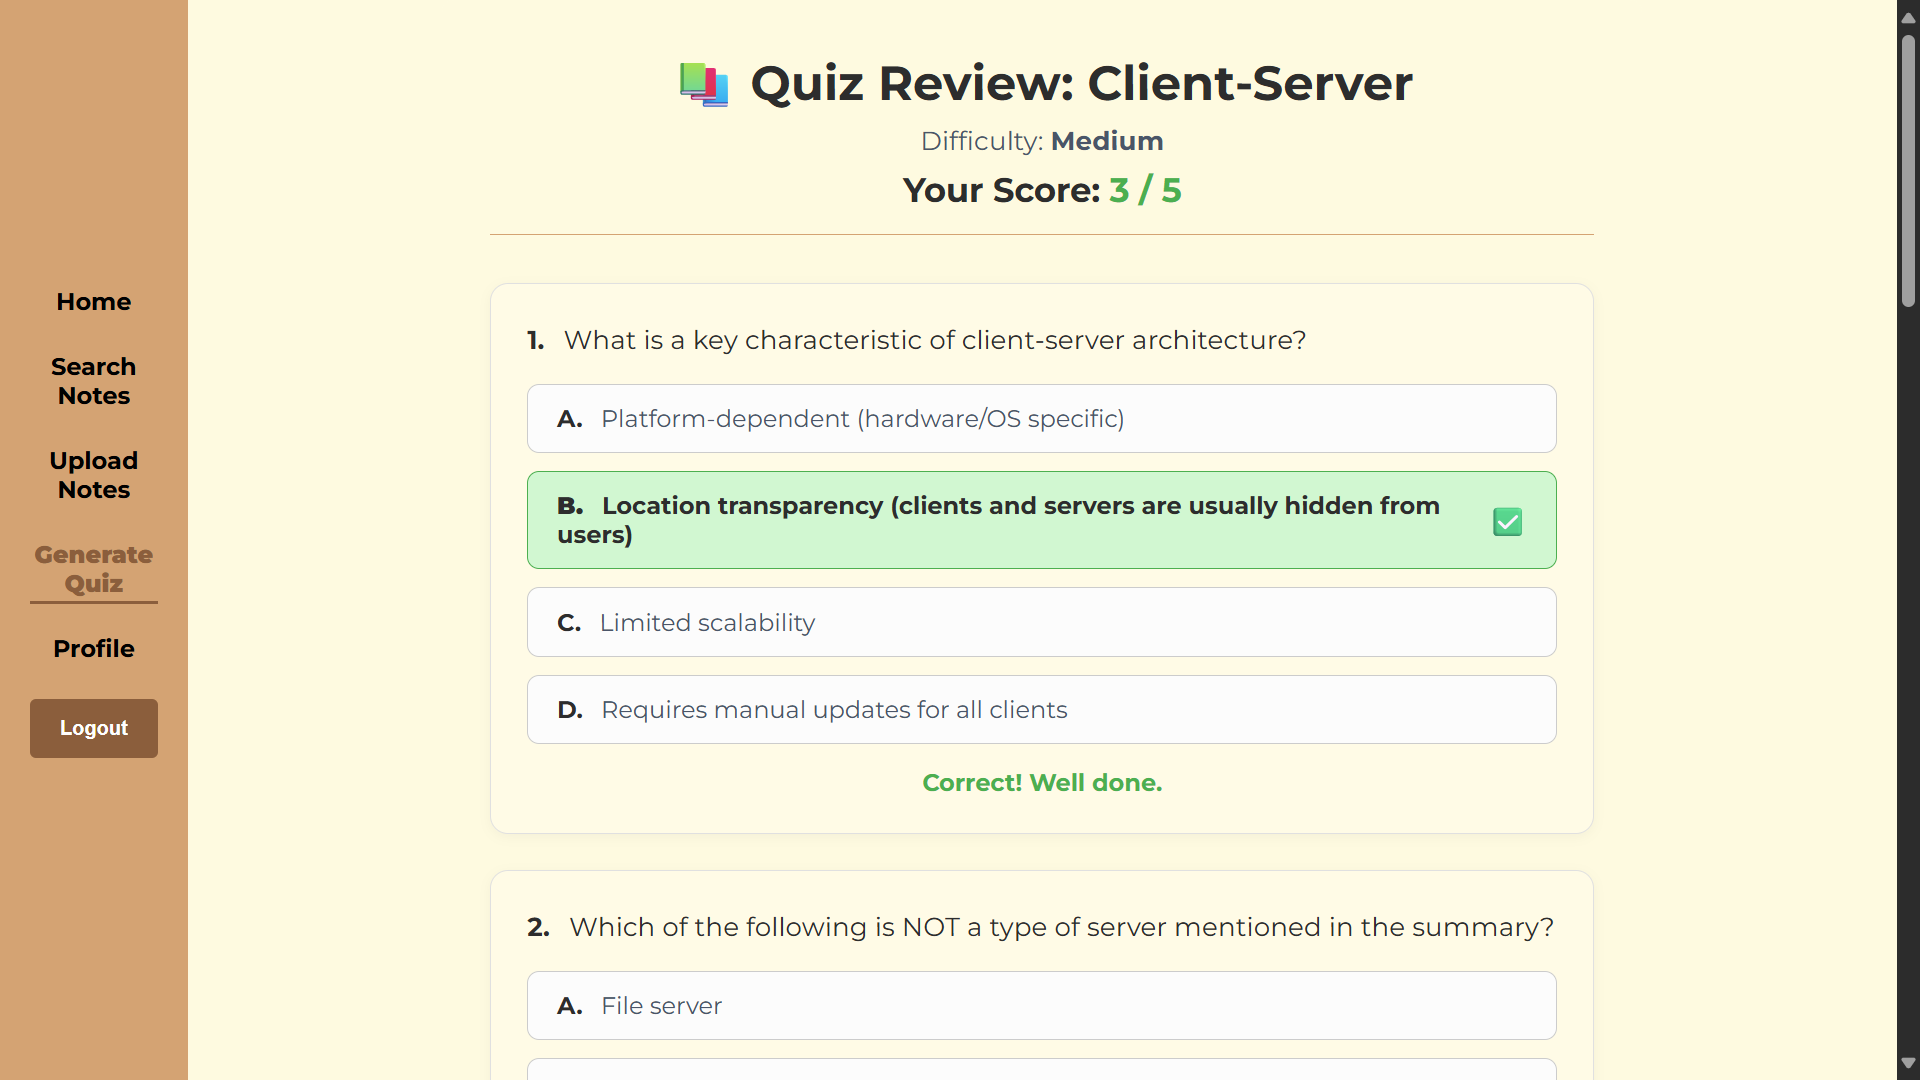 Home
Search
Notes
Upload
Notes
Generate
Quiz
Profile
Logout
Quiz Review: Client-Server
Difficulty: Medium
Your Score: 3 / 5
1. What is a key characteristic of client-server architecture?
A. Platform-dependent (hardware/OS specific)
B. Location transparency (clients and servers are usually hidden from
users)
C. Limited scalability
D. Requires manual updates for all clients
Correct! Well done.
2. Which of the following is NOT a type of server mentioned in the summary?
A. File server